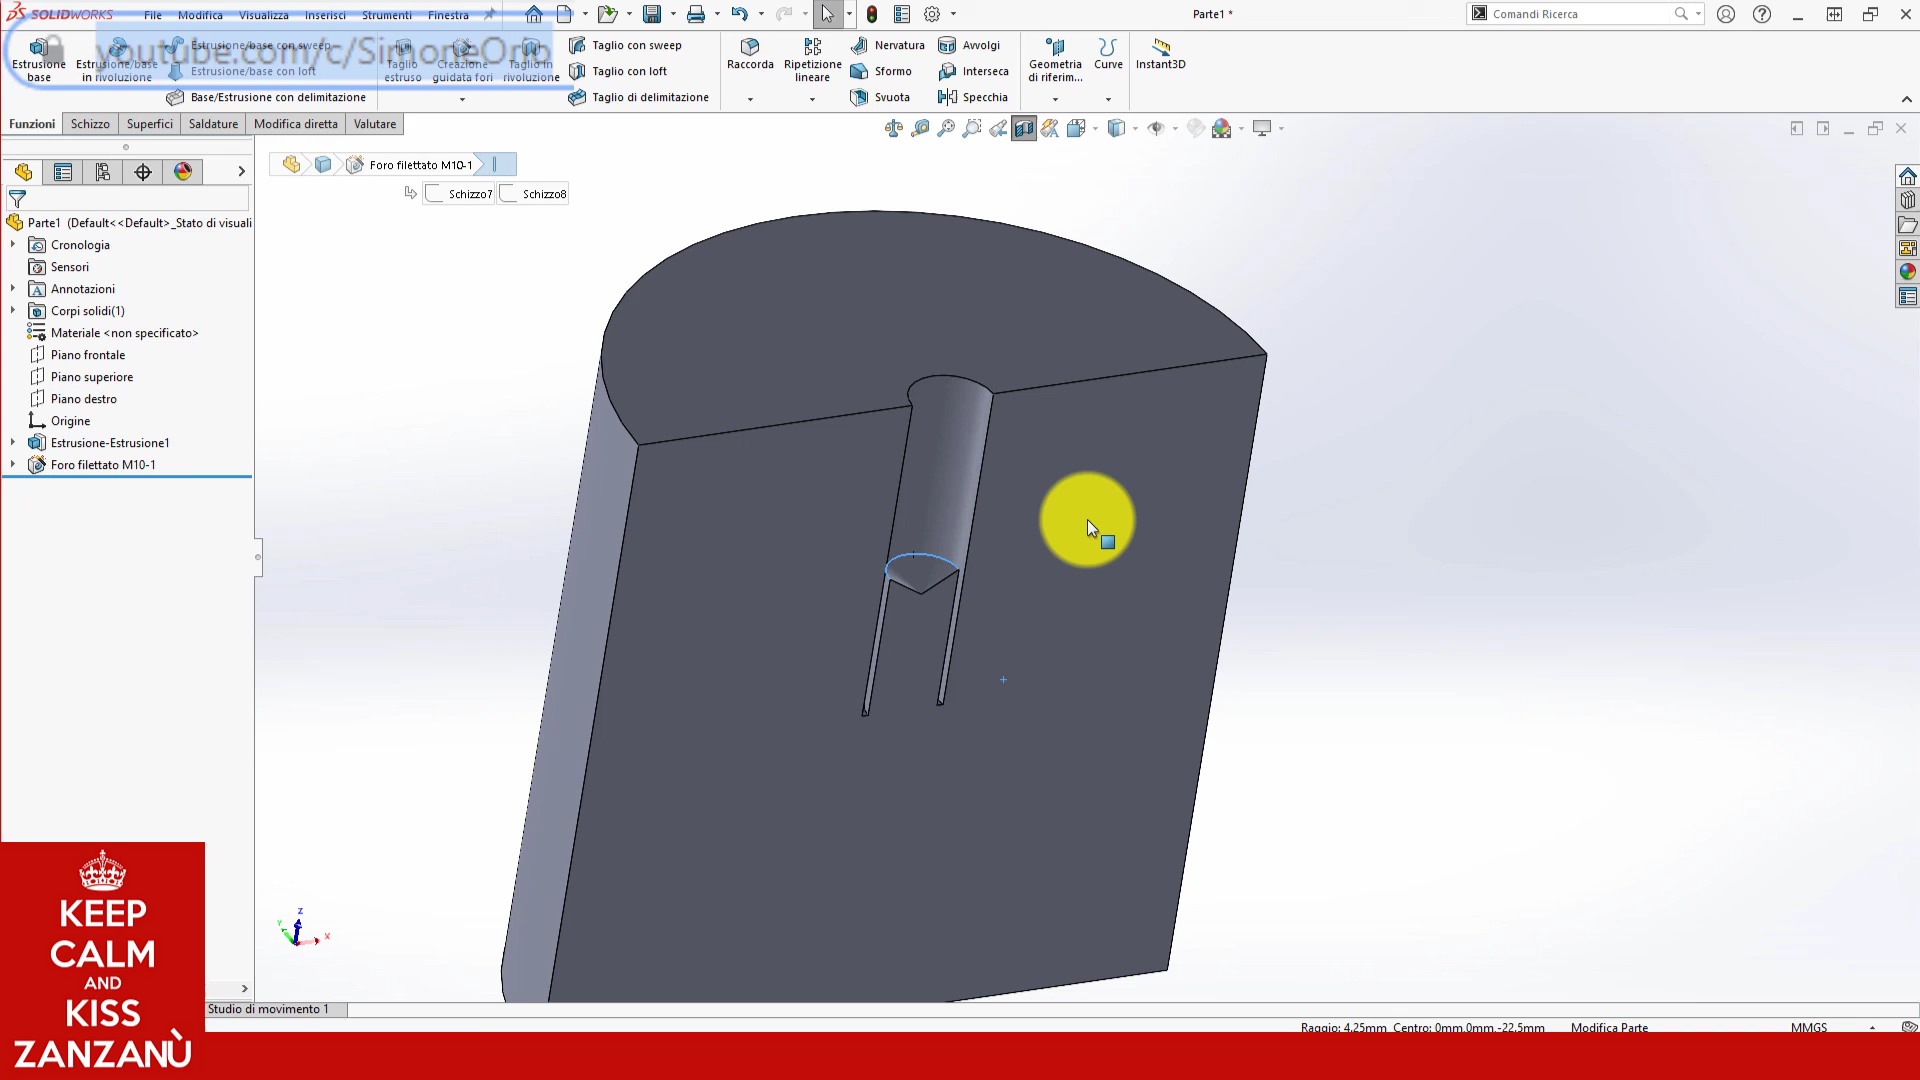 SOLIDWORKS
File
Modifica
Visualizza
Inserisci
Strumenti
Finestra
Parte1 *
Comandi Ricerca
youtube.com/c/SimoneOrio
Estrusione
base
Estrusione/base
in rivoluzione
Estrusione/base con sweep
Estrusione/base con loft
Base/Estrusione con delimitazione
Taglio
estruso
Creazione
guidata fori
Taglio in
rivoluzione
Taglio con sweep
Taglio con loft
Taglio di delimitazione
Raccorda
Ripetizione
lineare
Nervatura
Sformo
Svuota
Avvolgi
Interseca
Specchia
Geometria
di riferim...
Curve
Instant3D
Funzioni
Schizzo
Superfici
Saldature
Modifica diretta
Valutare
Foro filettato M10-1
Schizzo7
Schizzo8
Parte1 (Default<<Default>_Stato di visuali
Cronologia
Sensori
Annotazioni
Corpi solidi(1)
Materiale <non specificato>
Piano frontale
Piano superiore
Piano destro
Origine
Estrusione-Estrusione1
Foro filettato M10-1
Z
Y
X
KEEP
CALM
AND
KISS
ZANZANÙ
Studio di movimento 1
Raggio: 4.25mm Centro: 0mm,0mm,-22.5mm
Modifica Parte
MMGS